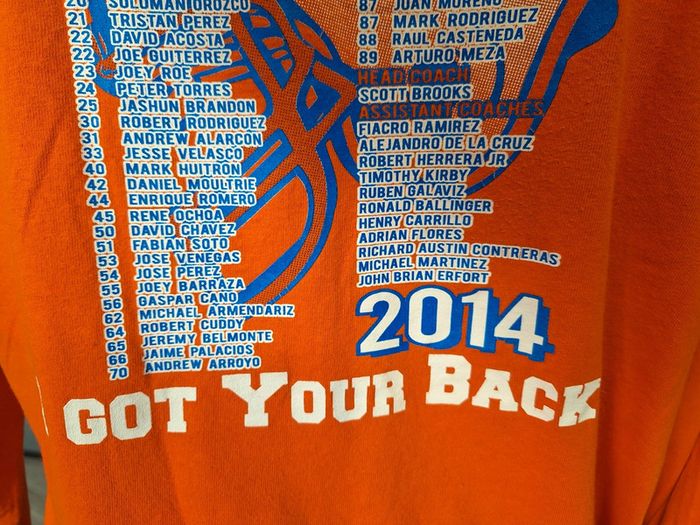 20 SOLOMAN OROZCO
21 TRISTAN PEREZ
22 DAVID ACOSTA
22 JOE GUITERREZ
23 JOEY ROE
24 PETER TORRES
25 JASHUN BRANDON
30 ROBERT RODRIGUEZ
31 ANDREW ALARCON
33 JESSE VELASCO
40 MARK HUITRON
42 DANIEL MOULTRIE
44 ENRIQUE ROMERO
45 RENE OCHOA
50 DAVID CHAVEZ
51 FABIAN SOTO
53 JOSE VENEGAS
54 JOSE PEREZ
55 JOEY BARRAZA
56 GASPAR CANO
62 MICHAEL ARMENDARIZ
64 ROBERT CUDDY
65 JEREMY BELMONTE
66 JAIME PALACIOS
70 ANDREW ARROYO
87 JUAN MORENO
87 MARK RODRIGUEZ
88 RAUL CASTENEDA
89 ARTURO MEZA
HEAD COACH
SCOTT BROOKS
ASSISTANT COACHES
FIACRO RAMIREZ
ALEJANDRO DE LA CRUZ
ROBERT HERRERA JR
TIMOTHY KIRBY
RUBEN GALAVIZ
RONALD BALLINGER
HENRY CARRILLO
ADRIAN FLORES
RICHARD AUSTIN CONTRERAS
MICHAEL MARTINEZ
JOHN BRIAN ERFORT
2014
I GOT YOUR BACK